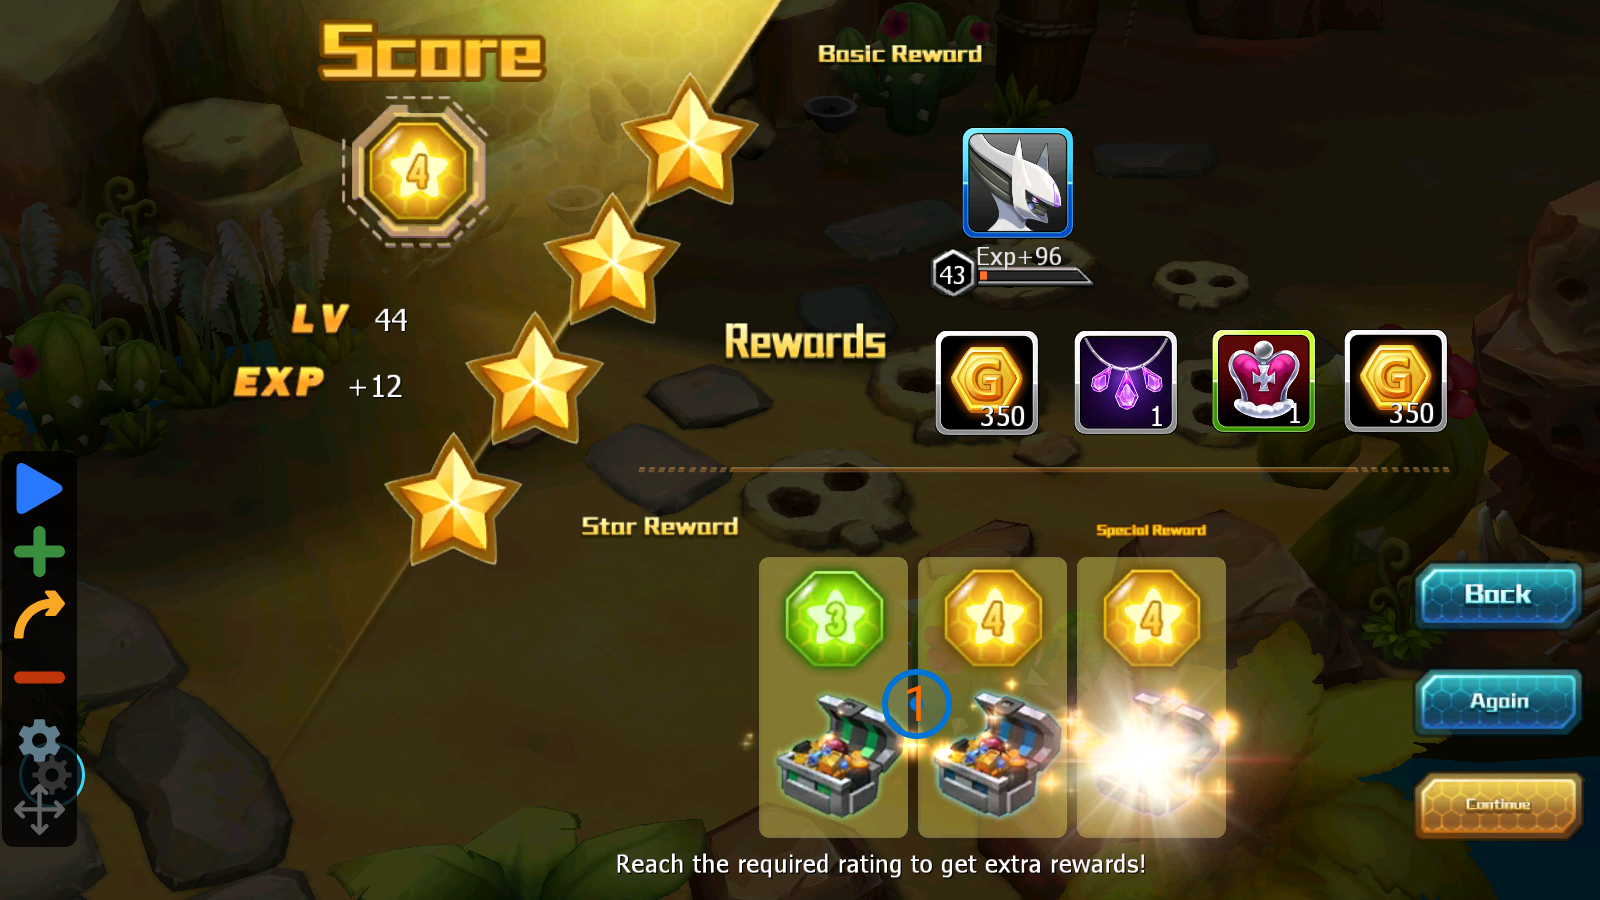 Score
4
LV 44
EXP +12
Basic Reward
Exp+96
43
Rewards
G 350
1
1
G 350
Star Reward
Special Reward
3
4
4
1
Back
Again
Continue
Reach the required rating to get extra rewards!